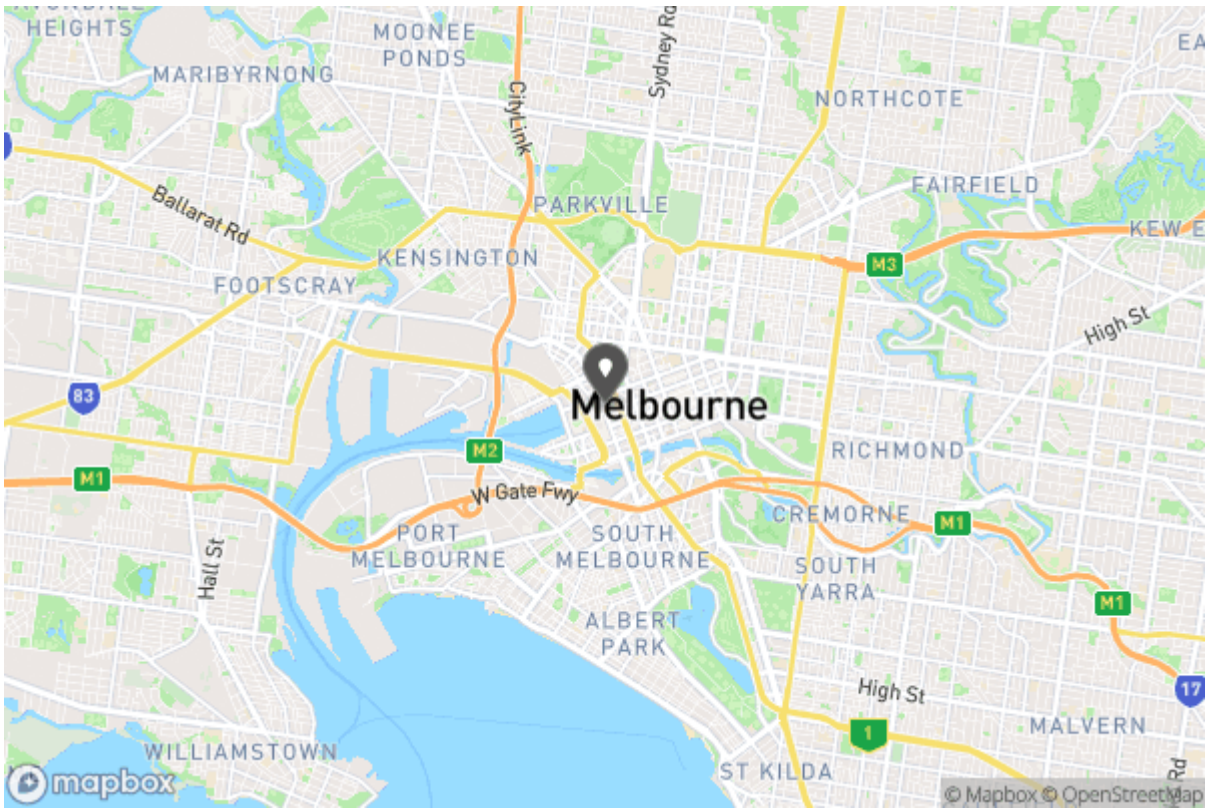 AVONDALE
HEIGHTS
MOONEE
PONDS
Sydney Rd
MARIBYRNONG
CityLink
NORTHCOTE
FAIRFIELD
Ballarat Rd
PARKVILLE
KEW E
KENSINGTON
M3
FOOTSCRAY
High St
83
Melbourne
M2
RICHMOND
M1
W Gate Fwy
CREMORNE
M1
PORT
MELBOURNE
SOUTH
MELBOURNE
Hall St
SOUTH
YARRA
M1
ALBERT
PARK
High St
17
MALVERN
1
WILLIAMSTOWN
ST KILDA
Rd
mapbox
© Mapbox © OpenStreetMap